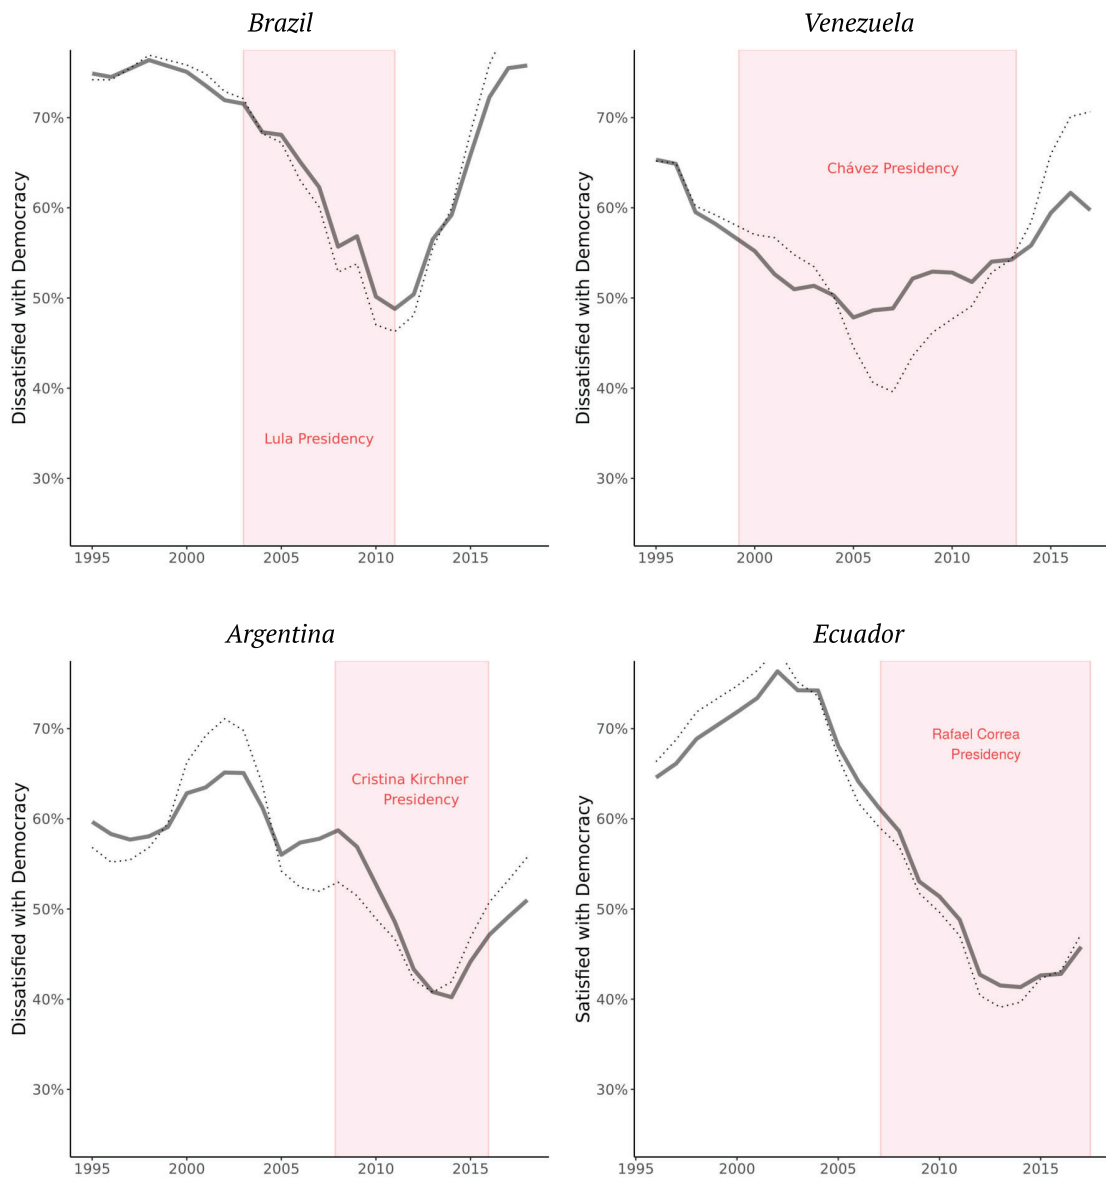 Brazil
Dissatisfied with Democracy
70%
60%
50%
40%
30%
Lula Presidency
1995 2000 2005 2010 2015
Venezuela
Dissatisfied with Democracy
70%
60%
50%
40%
30%
Chávez Presidency
1995 2000 2005 2010 2015
Argentina
Dissatisfied with Democracy
70%
60%
50%
40%
30%
Cristina Kirchner
Presidency
1995 2000 2005 2010 2015
Ecuador
Satisfied with Democracy
70%
60%
50%
40%
30%
Rafael Correa
Presidency
1995 2000 2005 2010 2015